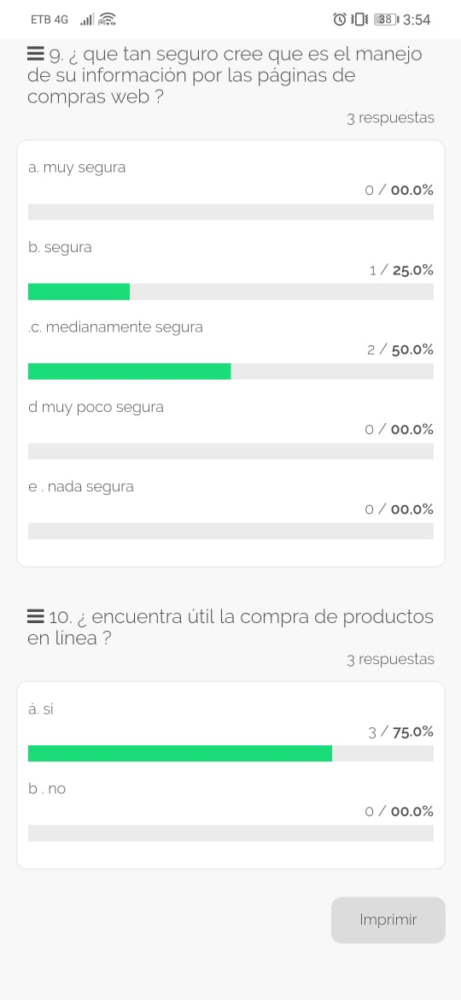 ETB 4G 38 3:54
9. ¿ que tan seguro cree que es el manejo
de su información por las páginas de
compras web ?
3 respuestas
a. muy segura
0 / 00.0%
b. segura
1 / 25.0%
.c. medianamente segura
2 / 50.0%
d muy poco segura
0 / 00.0%
e . nada segura
0 / 00.0%
10. ¿ encuentra útil la compra de productos
en línea ?
3 respuestas
à. si
3 / 75.0%
b . no
0 / 00.0%
Imprimir